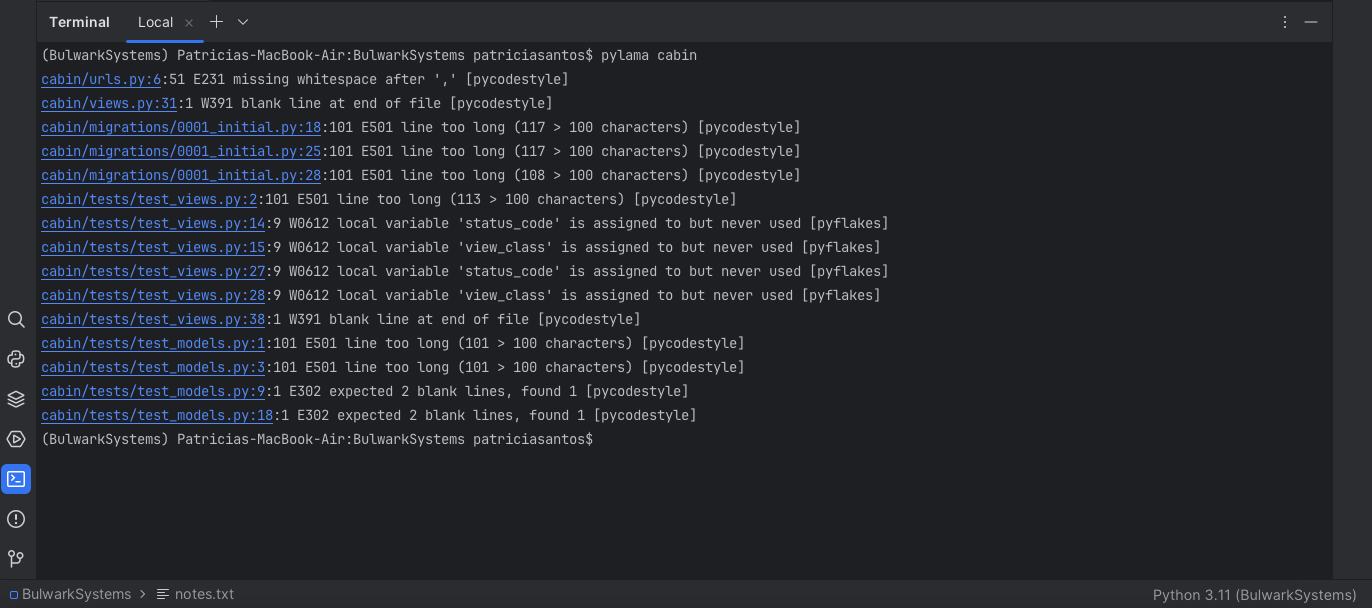 Terminal Local
(BulwarkSystems) Patricias-MacBook-Air:BulwarkSystems patriciasantos$ pylama cabin
cabin/urls.py:6:51 E231 missing whitespace after ',' [pycodestyle]
cabin/views.py:31:1 W391 blank line at end of file [pycodestyle]
cabin/migrations/0001_initial.py:18:101 E501 line too long (117 > 100 characters) [pycodestyle]
cabin/migrations/0001_initial.py:25:101 E501 line too long (117 > 100 characters) [pycodestyle]
cabin/migrations/0001_initial.py:28:101 E501 line too long (108 > 100 characters) [pycodestyle]
cabin/tests/test_views.py:2:101 E501 line too long (113 > 100 characters) [pycodestyle]
cabin/tests/test_views.py:14:9 W0612 local variable 'status_code' is assigned to but never used [pyflakes]
cabin/tests/test_views.py:15:9 W0612 local variable 'view_class' is assigned to but never used [pyflakes]
cabin/tests/test_views.py:27:9 W0612 local variable 'status_code' is assigned to but never used [pyflakes]
cabin/tests/test_views.py:28:9 W0612 local variable 'view_class' is assigned to but never used [pyflakes]
cabin/tests/test_views.py:38:1 W391 blank line at end of file [pycodestyle]
cabin/tests/test_models.py:1:101 E501 line too long (101 > 100 characters) [pycodestyle]
cabin/tests/test_models.py:3:101 E501 line too long (101 > 100 characters) [pycodestyle]
cabin/tests/test_models.py:9:1 E302 expected 2 blank lines, found 1 [pycodestyle]
cabin/tests/test_models.py:18:1 E302 expected 2 blank lines, found 1 [pycodestyle]
(BulwarkSystems) Patricias-MacBook-Air:BulwarkSystems patriciasantos$
BulwarkSystems > notes.txt Python 3.11 (BulwarkSystems)